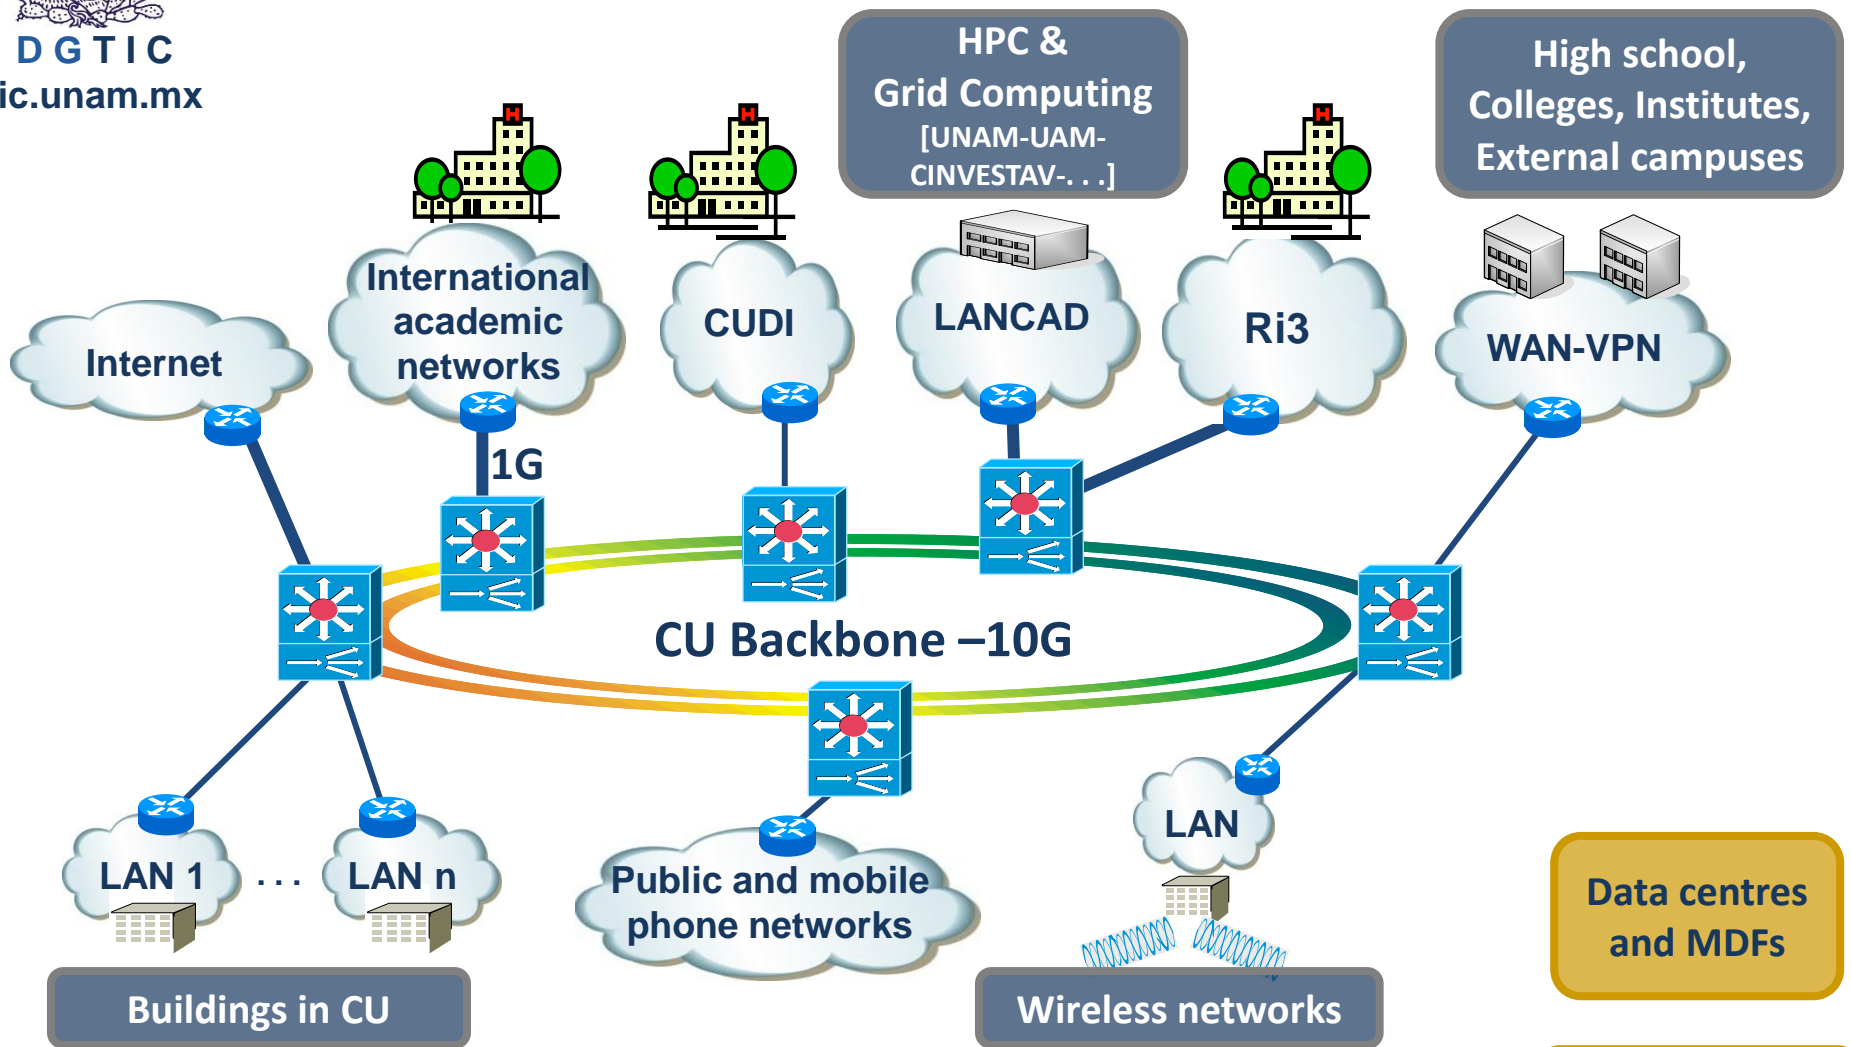 D G T I C
ic.unam.mx
HPC &
Grid Computing
[UNAM-UAM-
CINVESTAV-. . .]
High school,
Colleges, Institutes,
External campuses
H
H
H
International
academic
networks
CUDI
LANCAD
Ri3
WAN-VPN
Internet
1G
CU Backbone –10G
LAN 1
. . .
LAN n
Public and mobile
phone networks
LAN
Data centres
and MDFs
Buildings in CU
Wireless networks